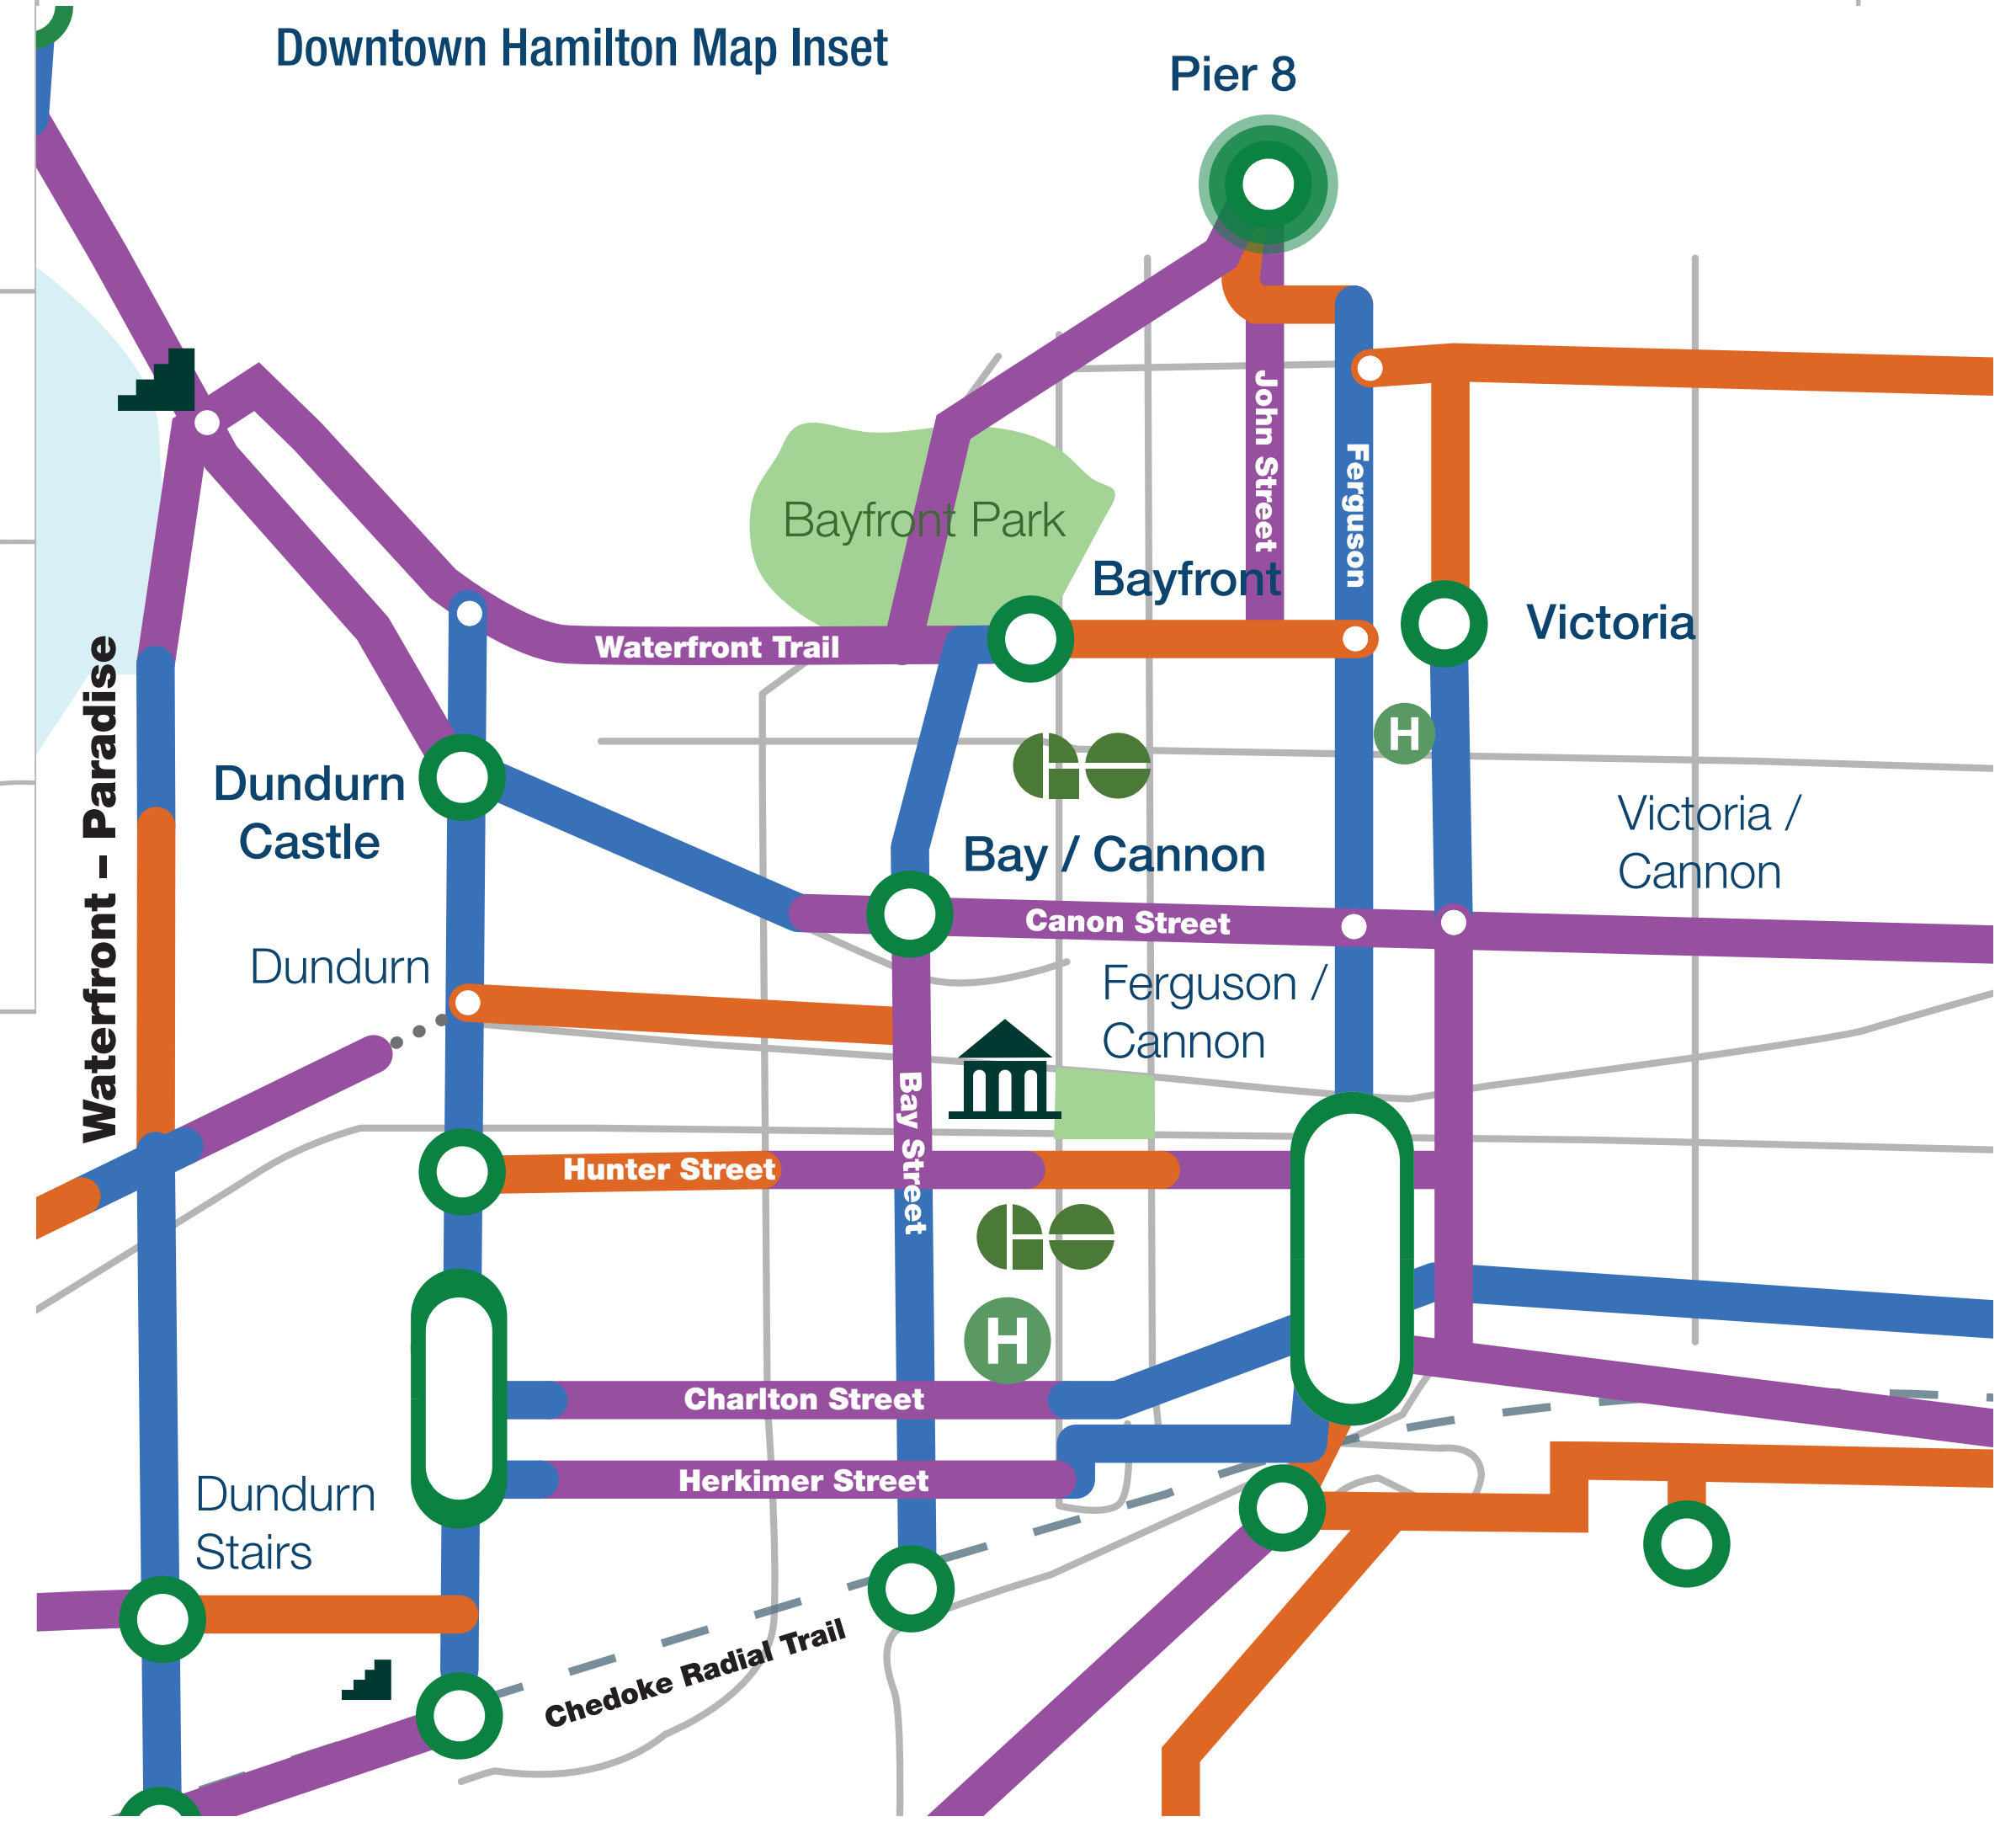 Downtown Hamilton Map Inset
Pier 8
John Street
Ferguson
Bayfront Park
Bayfront
Victoria
Waterfront Trail
Waterfront – Paradise
H
Dundurn
Castle
Bay / Cannon
Victoria /
Cannon
Canon Street
Dundurn
Ferguson /
Cannon
Bay Street
Hunter Street
H
Charlton Street
Herkimer Street
Dundurn
Stairs
Chedoke Radial Trail